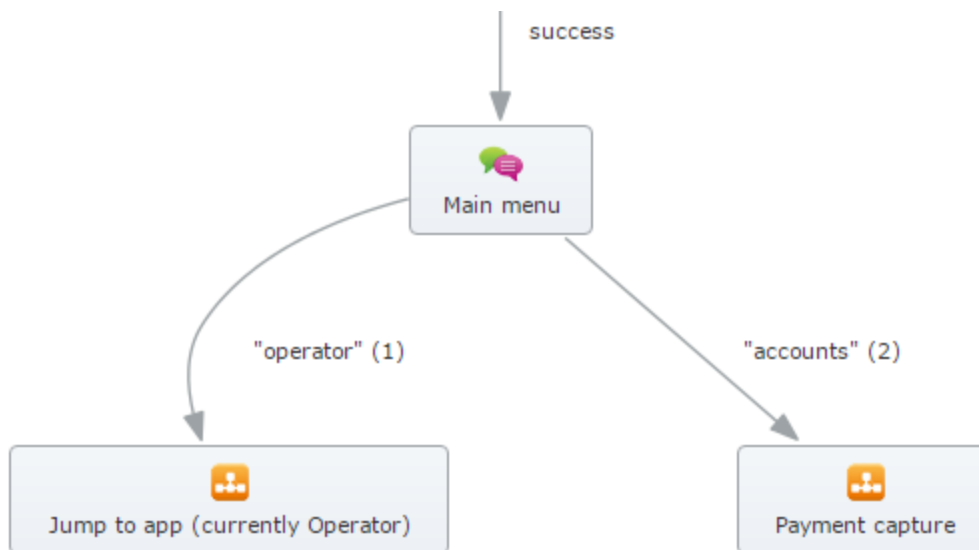 success
Main menu
"operator" (1)
"accounts" (2)
Jump to app (currently Operator)
Payment capture